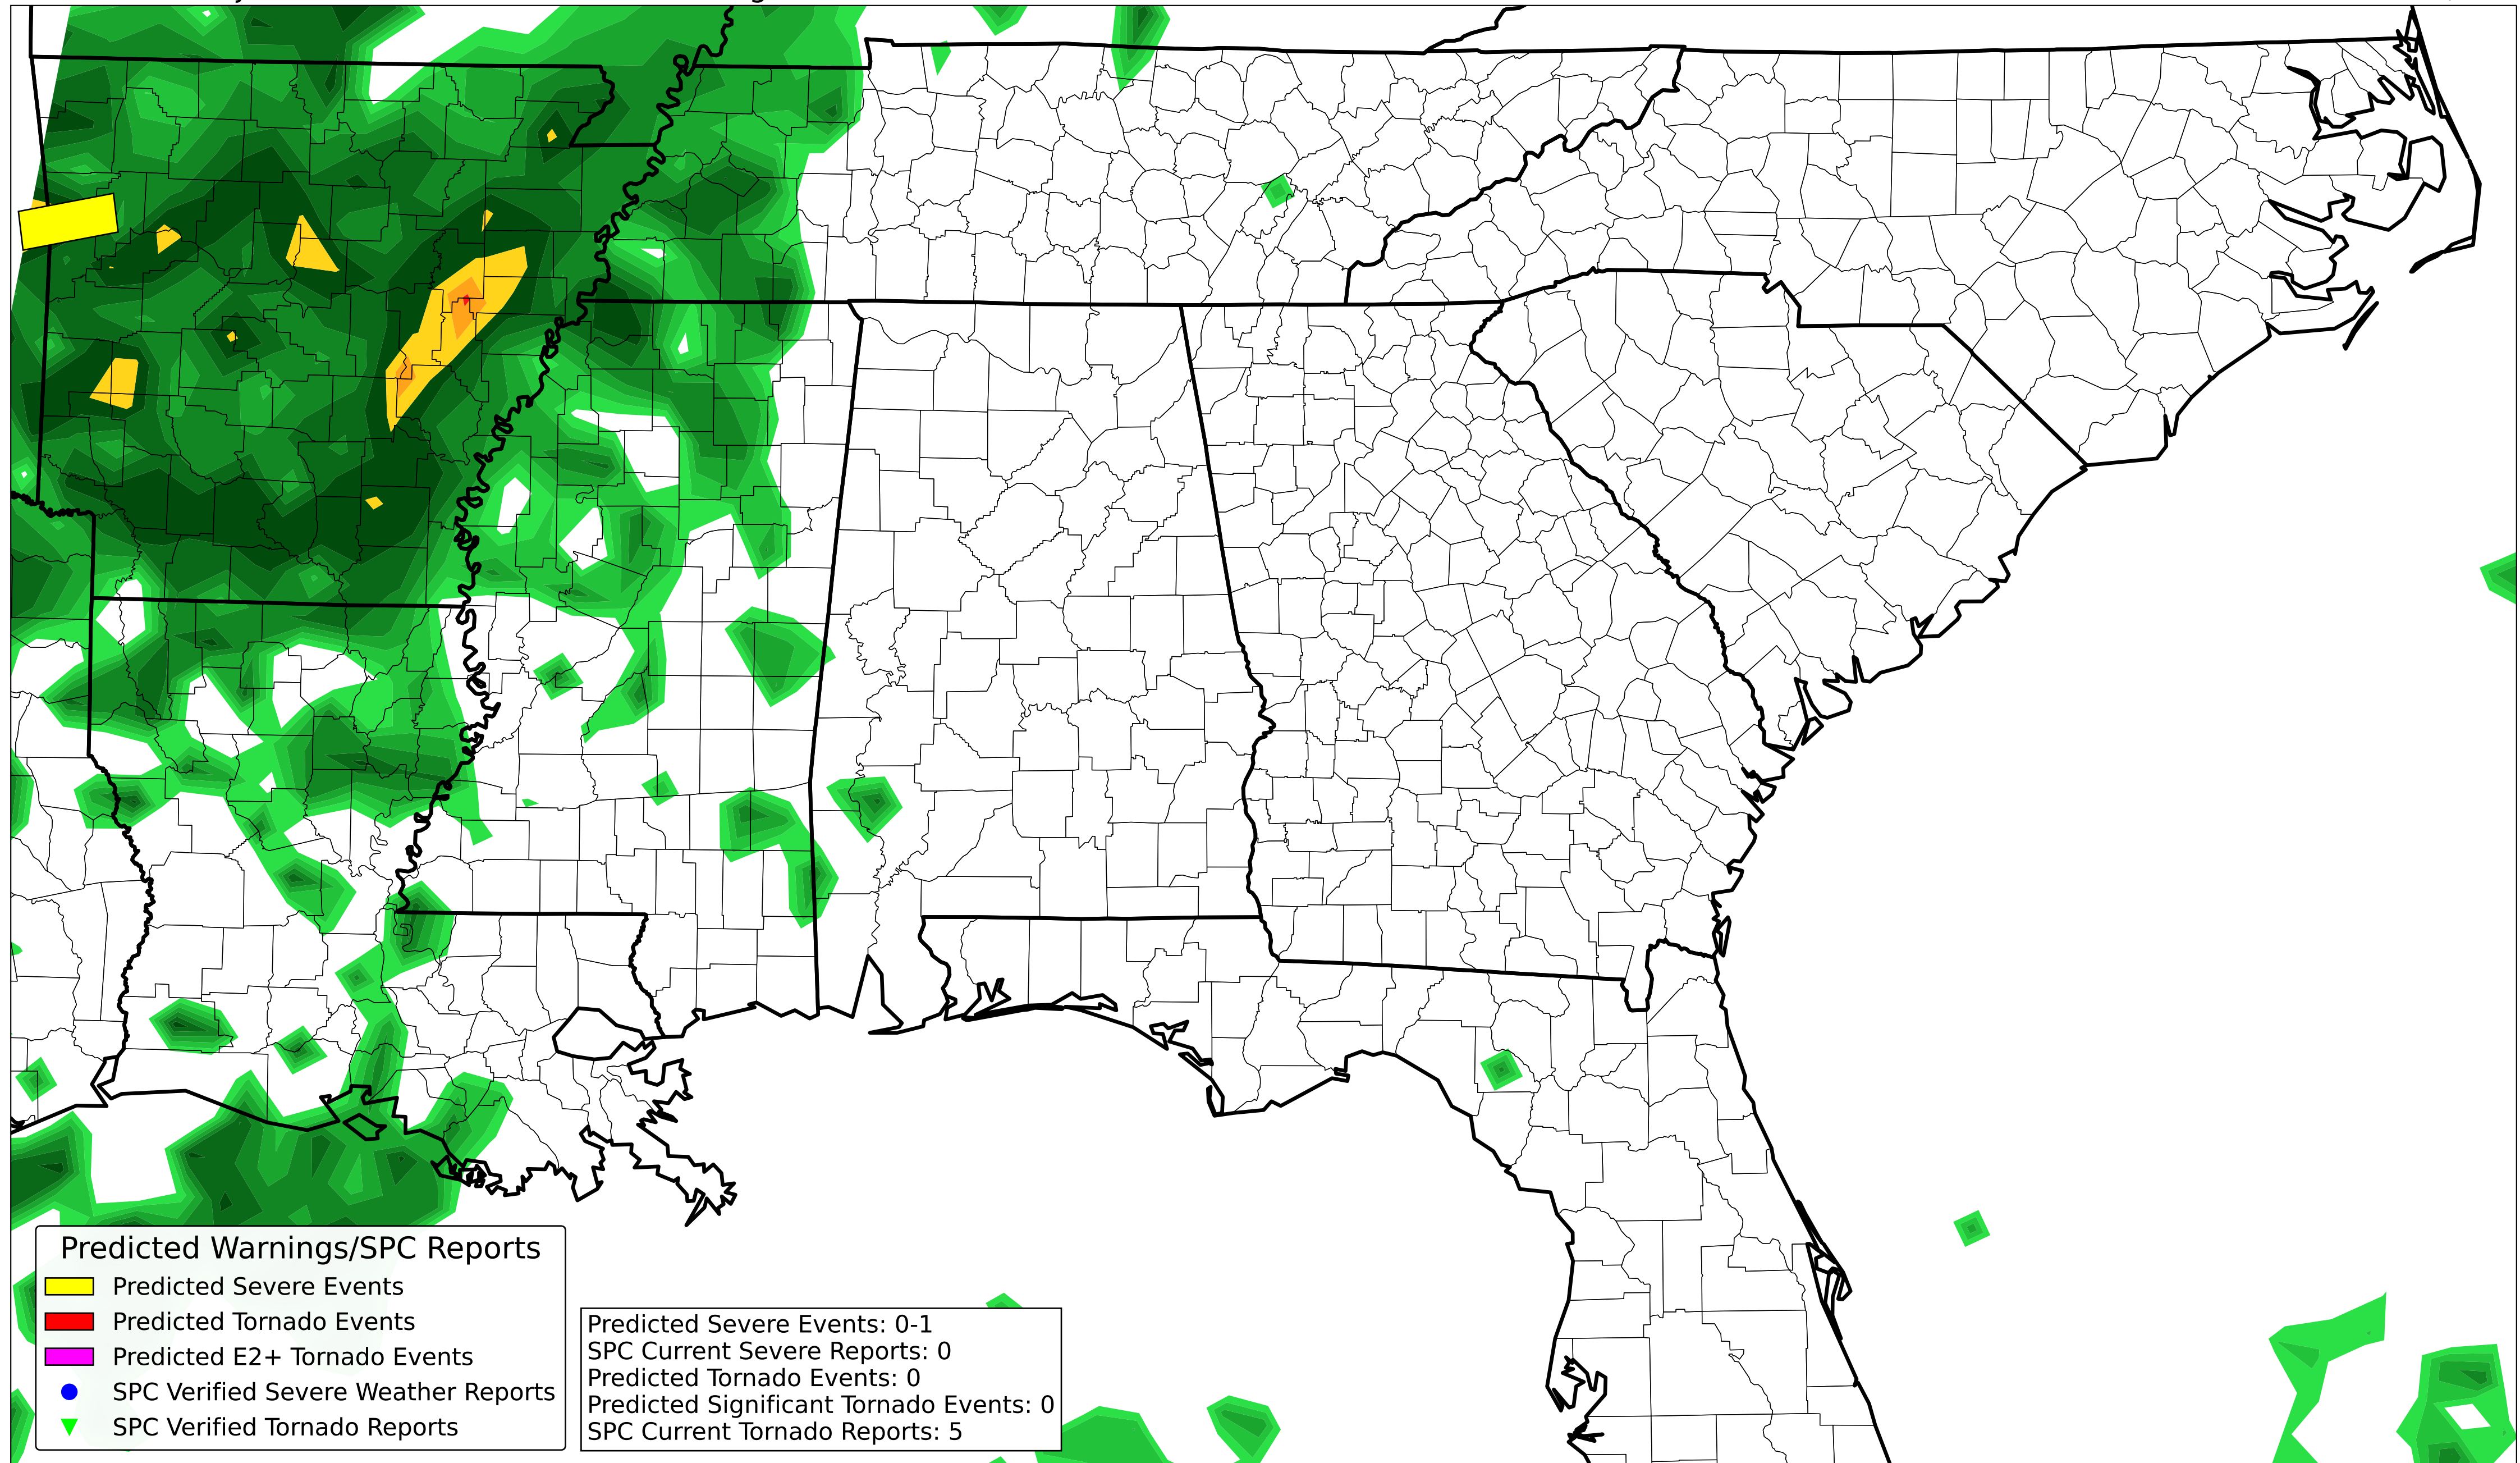 Predicted Warnings/SPC Reports
Predicted Severe Events
Predicted Tornado Events
Predicted E2+ Tornado Events
SPC Verified Severe Weather Reports
SPC Verified Tornado Reports
Predicted Severe Events: 0-1
SPC Current Severe Reports: 0
Predicted Tornado Events: 0
Predicted Significant Tornado Events: 0
SPC Current Tornado Reports: 5